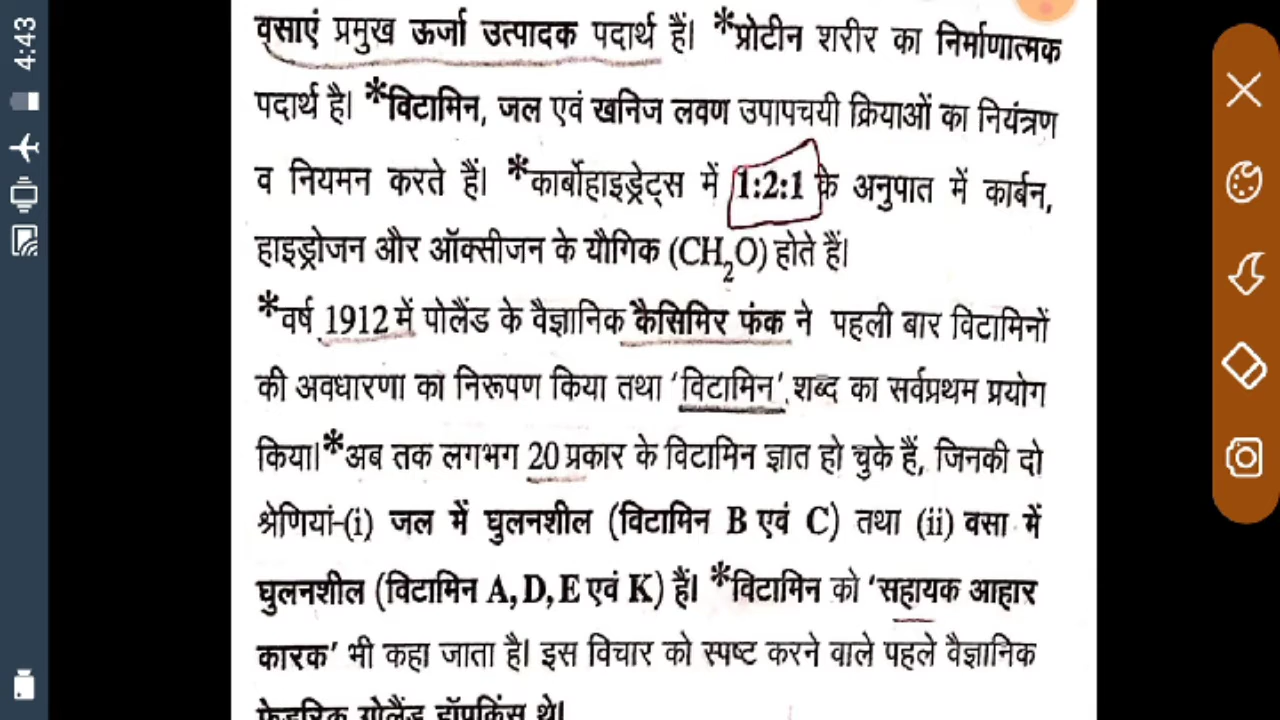 4:43
वसाएं प्रमुख ऊर्जा उत्पादक पदार्थ हैं। *प्रोटीन शरीर का निर्माणात्मक
पदार्थ है। *विटामिन, जल एवं खनिज लवण उपापचयी क्रियाओं का नियंत्रण
व नियमन करते हैं। *कार्बोहाइड्रेट्स में 1:2:1 के अनुपात में कार्बन,
हाइड्रोजन और ऑक्सीजन के यौगिक (CH₂O) होते हैं।
*वर्ष 1912 में पोलैंड के वैज्ञानिक कैसिमिर फंक ने पहली बार विटामिनों
की अवधारणा का निरूपण किया तथा ‘विटामिन’ शब्द का सर्वप्रथम प्रयोग
किया। *अब तक लगभग 20 प्रकार के विटामिन ज्ञात हो चुके हैं, जिनकी दो
श्रेणियां-(i) जल में घुलनशील (विटामिन B एवं C) तथा (ii) वसा में
घुलनशील (विटामिन A, D, E एवं K) हैं। *विटामिन को ‘सहायक आहार
कारक’ भी कहा जाता है। इस विचार को स्पष्ट करने वाले पहले वैज्ञानिक
फ्रेडरिक गोलैंड हॉपकिंस थे।